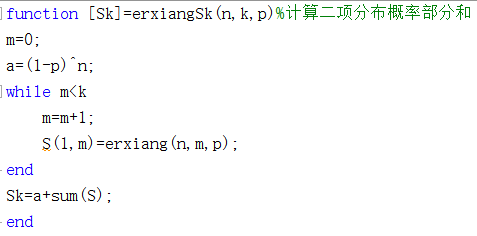 function [Sk]=erxiangSk(n,k,p)%计算二项分布概率部分和
m=0;
a=(1-p)^n;
while m<k
    m=m+1;
    S(1,m)=erxiang(n,m,p);
end
Sk=a+sum(S);
end